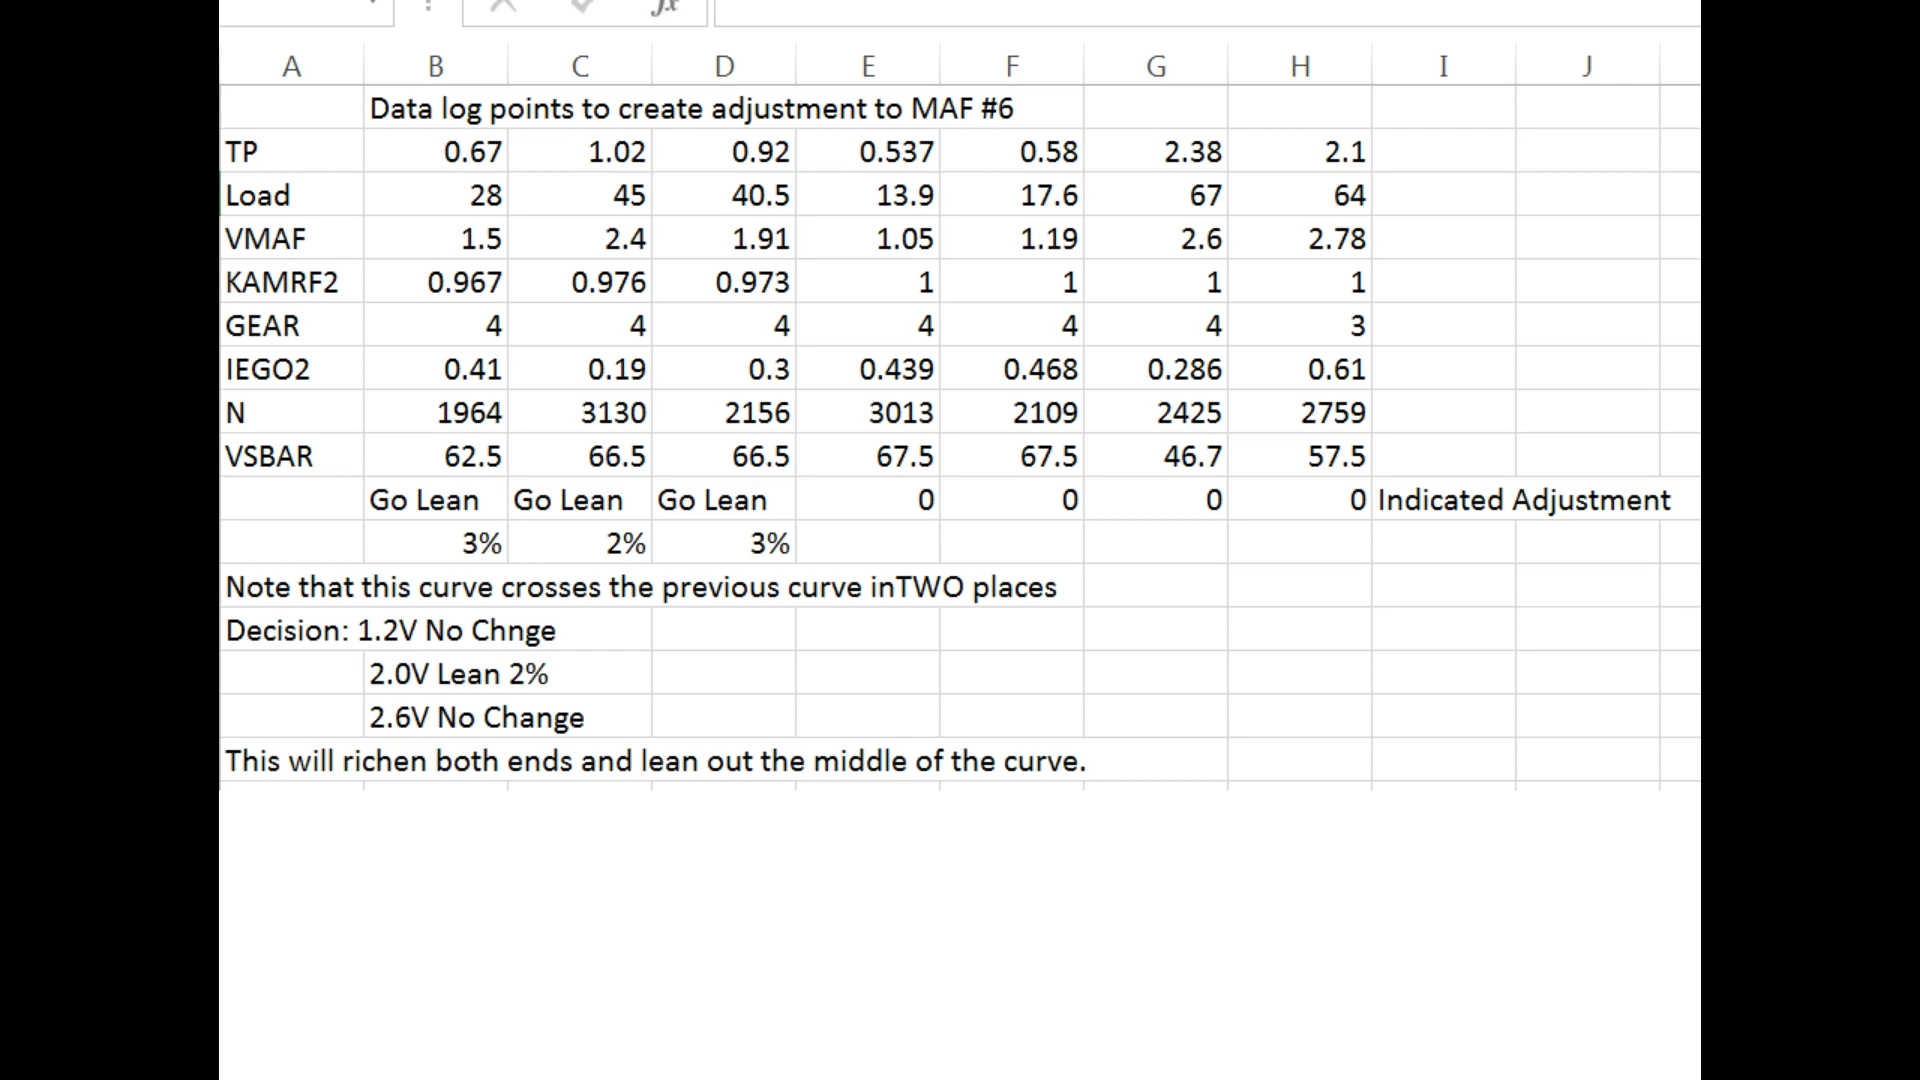 fx
A B C D E F G H I J
Data log points to create adjustment to MAF #6
TP 0.67 1.02 0.92 0.537 0.58 2.38 2.1
Load 28 45 40.5 13.9 17.6 67 64
VMAF 1.5 2.4 1.91 1.05 1.19 2.6 2.78
KAMRF2 0.967 0.976 0.973 1 1 1 1
GEAR 4 4 4 4 4 4 3
IEGO2 0.41 0.19 0.3 0.439 0.468 0.286 0.61
N 1964 3130 2156 3013 2109 2425 2759
VSBAR 62.5 66.5 66.5 67.5 67.5 46.7 57.5
Go Lean Go Lean Go Lean 0 0 0 0 Indicated Adjustment
3% 2% 3%
Note that this curve crosses the previous curve inTWO places
Decision: 1.2V No Chnge
2.0V Lean 2%
2.6V No Change
This will richen both ends and lean out the middle of the curve.